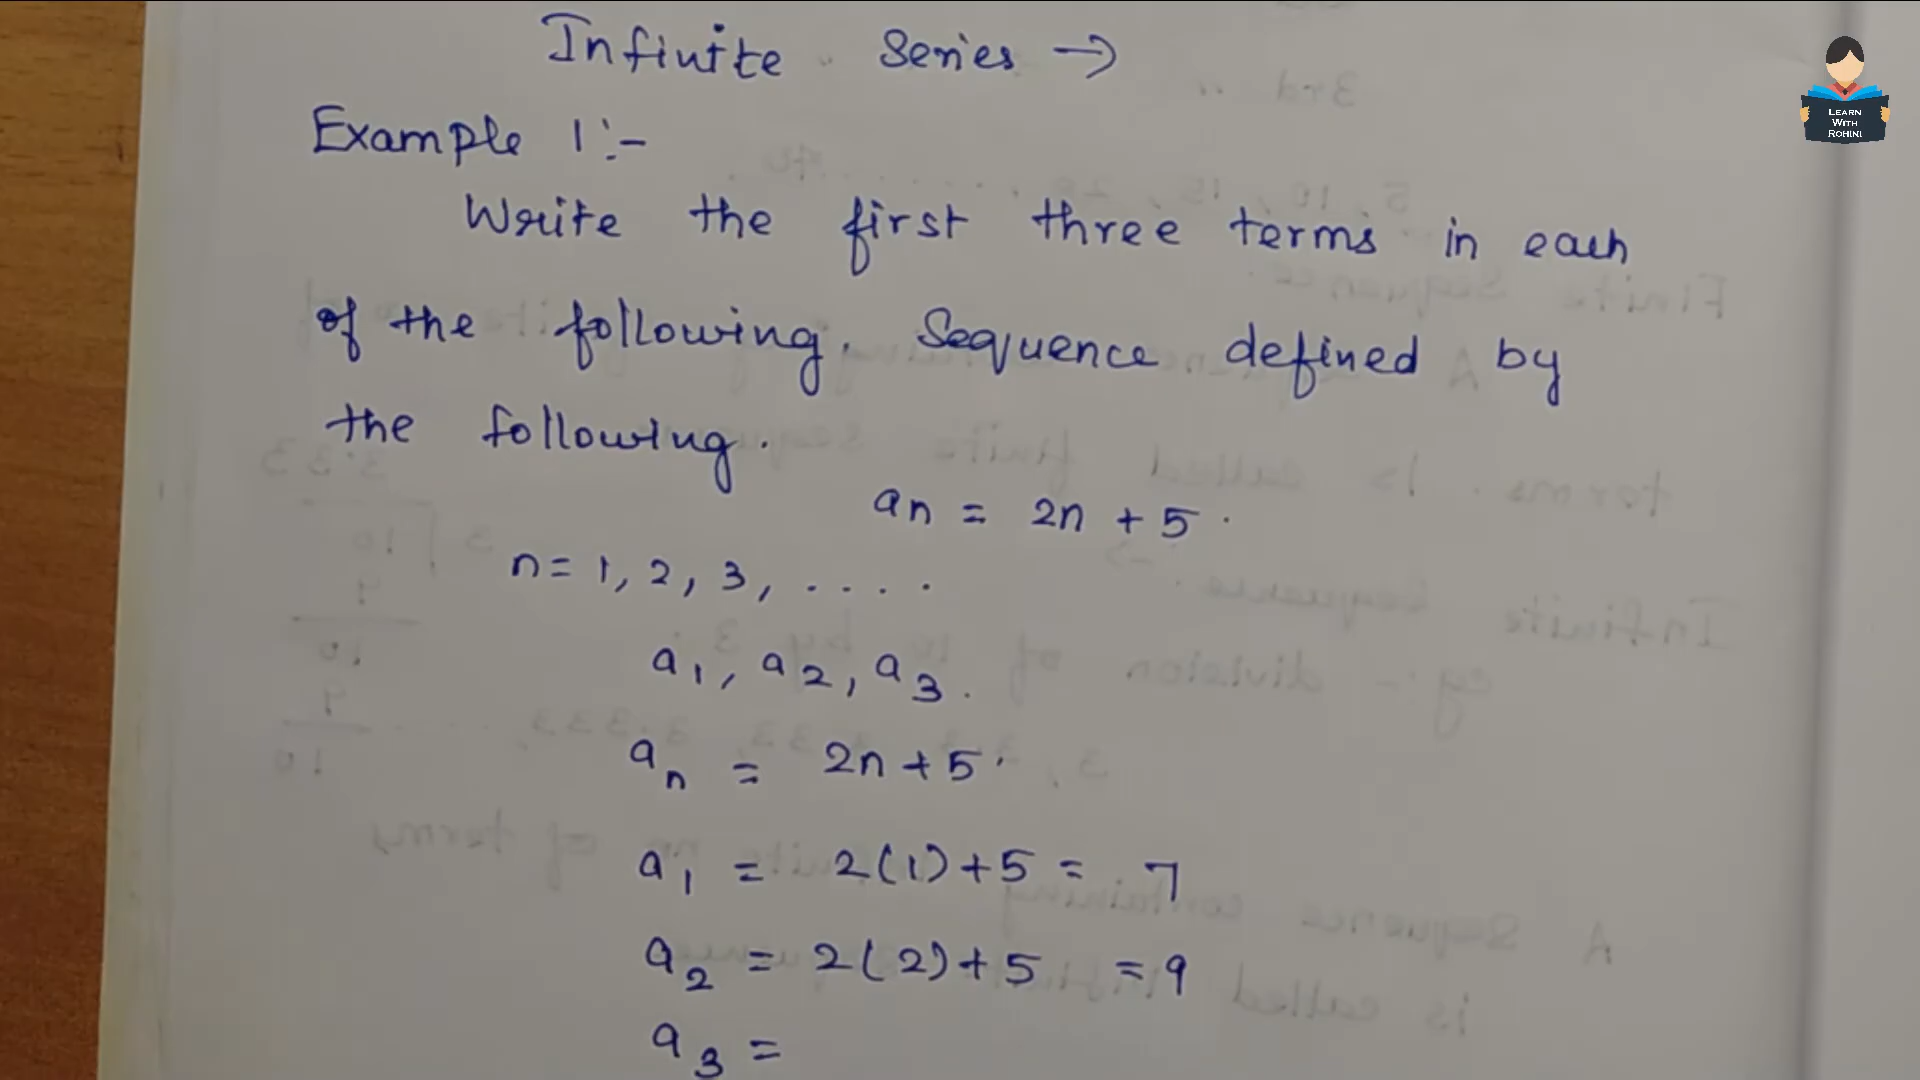 Infinite Series →
LEARN
WITH
ROHINI
Example 1:-
Write the first three terms in each
of the following. Sequence defined by
the following.
an = 2n + 5.
n = 1, 2, 3, ....
a1, a2, a3.
an = 2n + 5.
a1 = 2(1) + 5 = 7
a2 = 2(2) + 5 = 9
a3 =